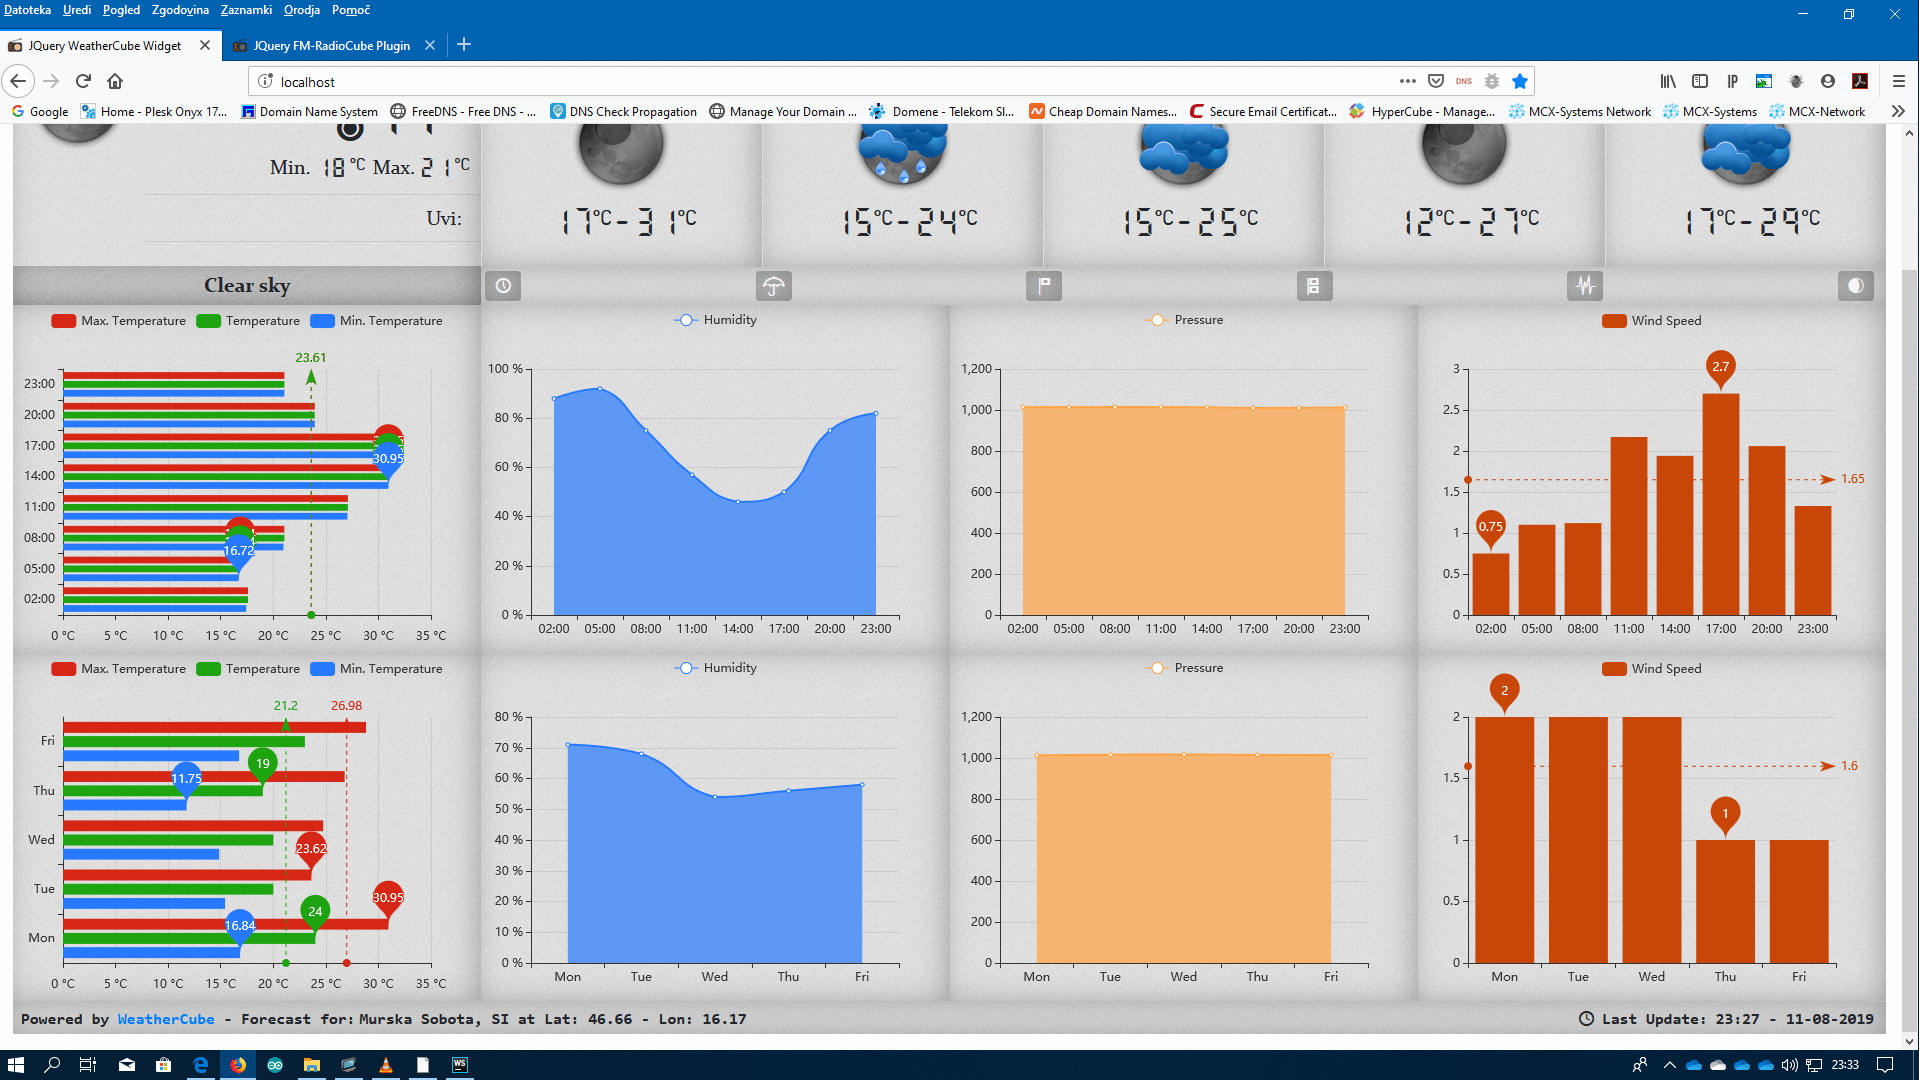 Datoteka Uredi Pogled Zgodovina Zaznamki Orodja Pomoč
JQuery WeatherCube Widget
JQuery FM-RadioCube Plugin
localhost
DNS
IP
Google
Home - Plesk Onyx 17...
Domain Name System
FreeDNS - Free DNS - ...
DNS Check Propagation
Manage Your Domain ...
Domene - Telekom Sl...
Cheap Domain Names...
Secure Email Certificat...
HyperCube - Manage...
MCX-Systems Network
MCX-Systems
MCX-Network
Min. 18°C Max. 21°C
Uvi:
17°C-31°C
15°C-24°C
15°C-25°C
12°C-27°C
17°C-29°C
Clear sky
Max. Temperature Temperature Min. Temperature
23.61
23:00
20:00
17:00
14:00
11:00
08:00
05:00
02:00
30.95
16.72
0 °C 5 °C 10 °C 15 °C 20 °C 25 °C 30 °C 35 °C
Humidity
100 %
80 %
60 %
40 %
20 %
0 %
02:00 05:00 08:00 11:00 14:00 17:00 20:00 23:00
Pressure
1,200
1,000
800
600
400
200
0
02:00 05:00 08:00 11:00 14:00 17:00 20:00 23:00
Wind Speed
3
2.5
2
1.5
1
0.5
0
2.7
0.75
1.65
02:00 05:00 08:00 11:00 14:00 17:00 20:00 23:00
Max. Temperature Temperature Min. Temperature
21.2 26.98
Fri
Thu
Wed
Tue
Mon
19
11.75
23.62
30.95
24
16.84
0 °C 5 °C 10 °C 15 °C 20 °C 25 °C 30 °C 35 °C
Humidity
80 %
70 %
60 %
50 %
40 %
30 %
20 %
10 %
0 %
Mon Tue Wed Thu Fri
Pressure
1,200
1,000
800
600
400
200
0
Mon Tue Wed Thu Fri
Wind Speed
2
1.5
1
0.5
0
2
1
1.6
Mon Tue Wed Thu Fri
Powered by WeatherCube - Forecast for: Murska Sobota, SI at Lat: 46.66 - Lon: 16.17
Last Update: 23:27 - 11-08-2019
WS
23:33